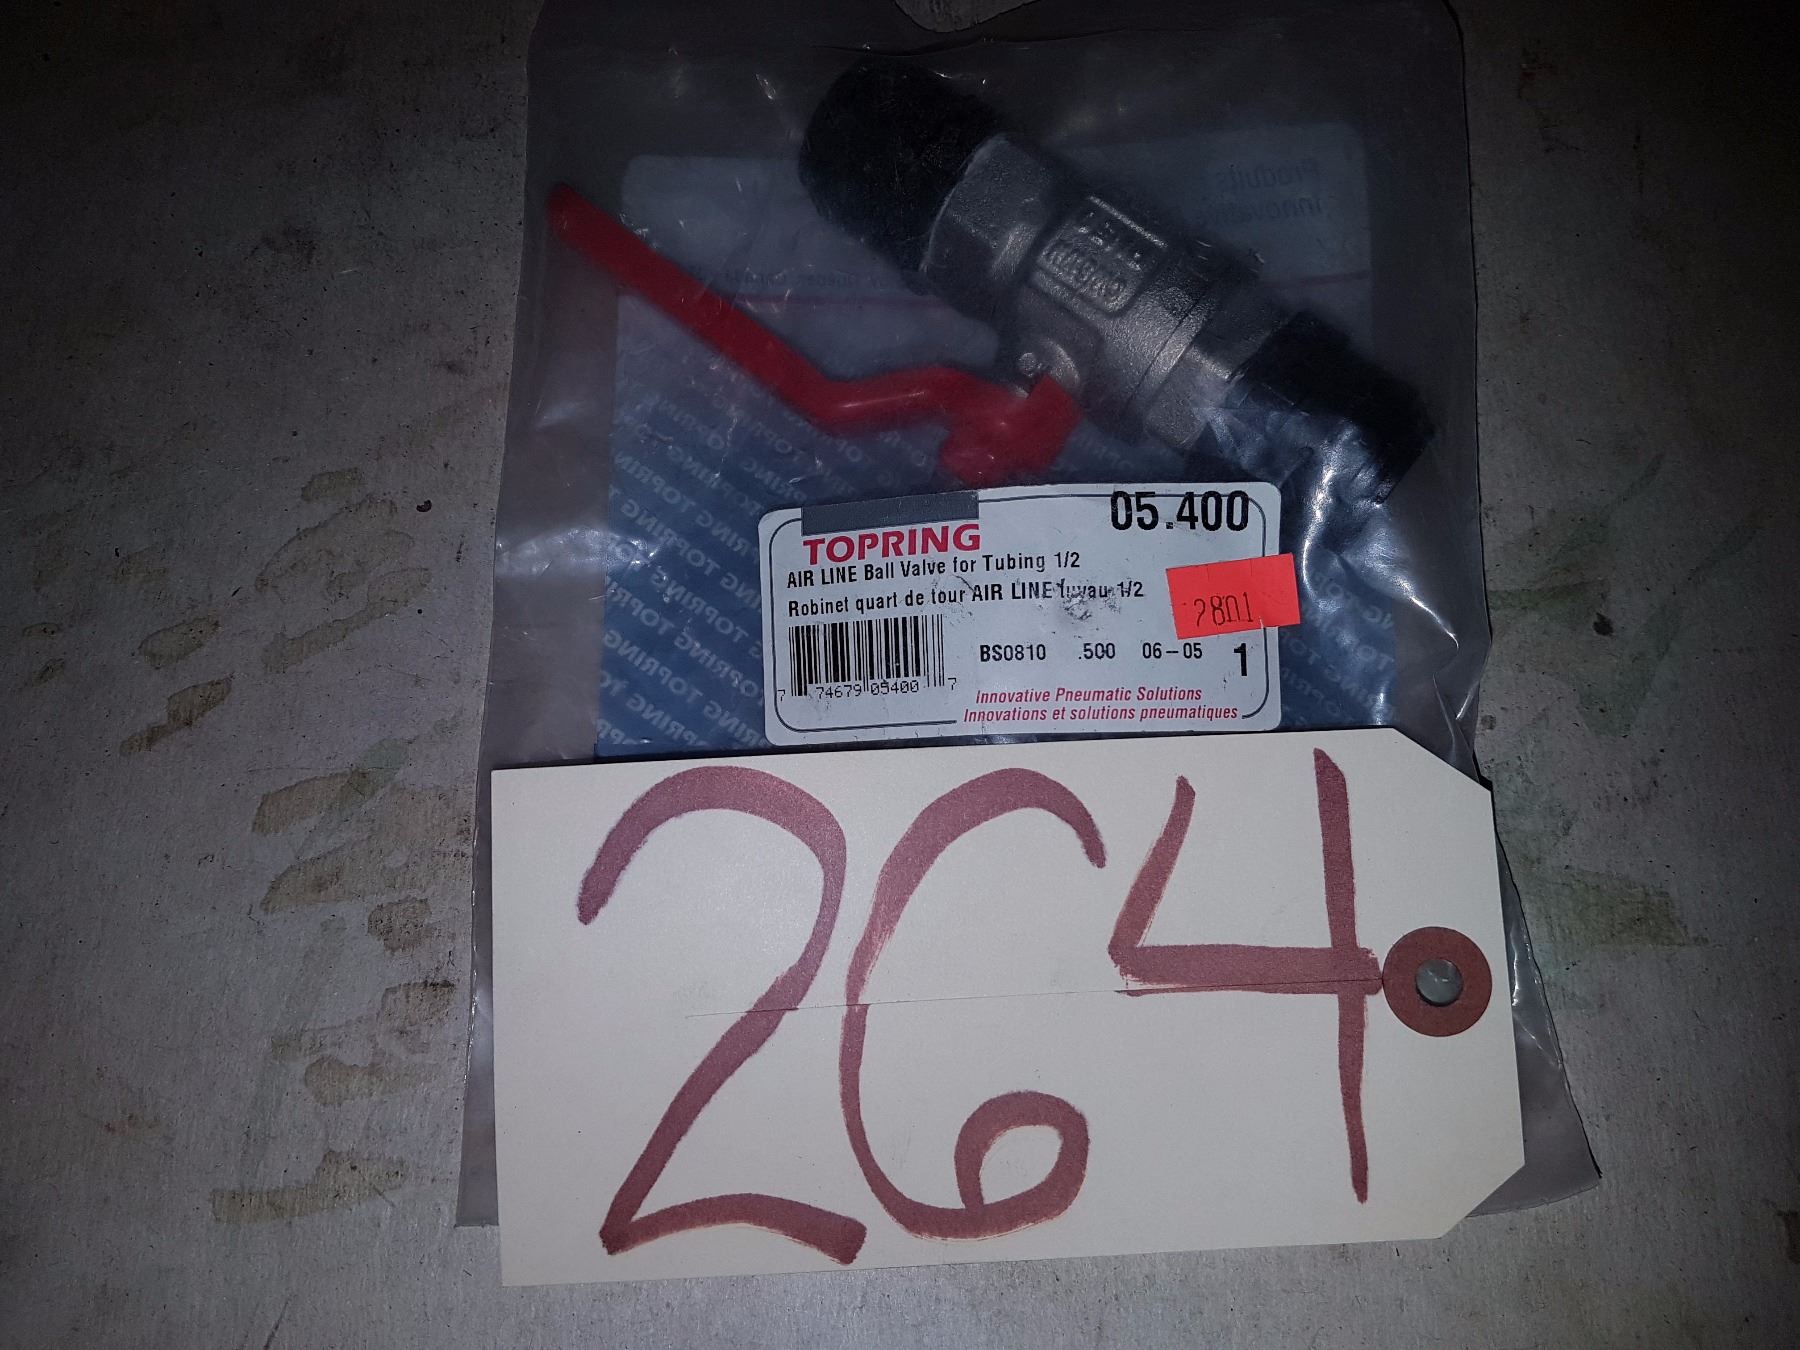 05.400
TOPRING
AIR LINE Ball Valve for Tubing 1/2
Robinet quart de tour AIR LINE tuyau 1/2
2801
BS0810 .500 06-05 1
7 74679 05400 7
Innovative Pneumatic Solutions
Innovations et solutions pneumatiques
264